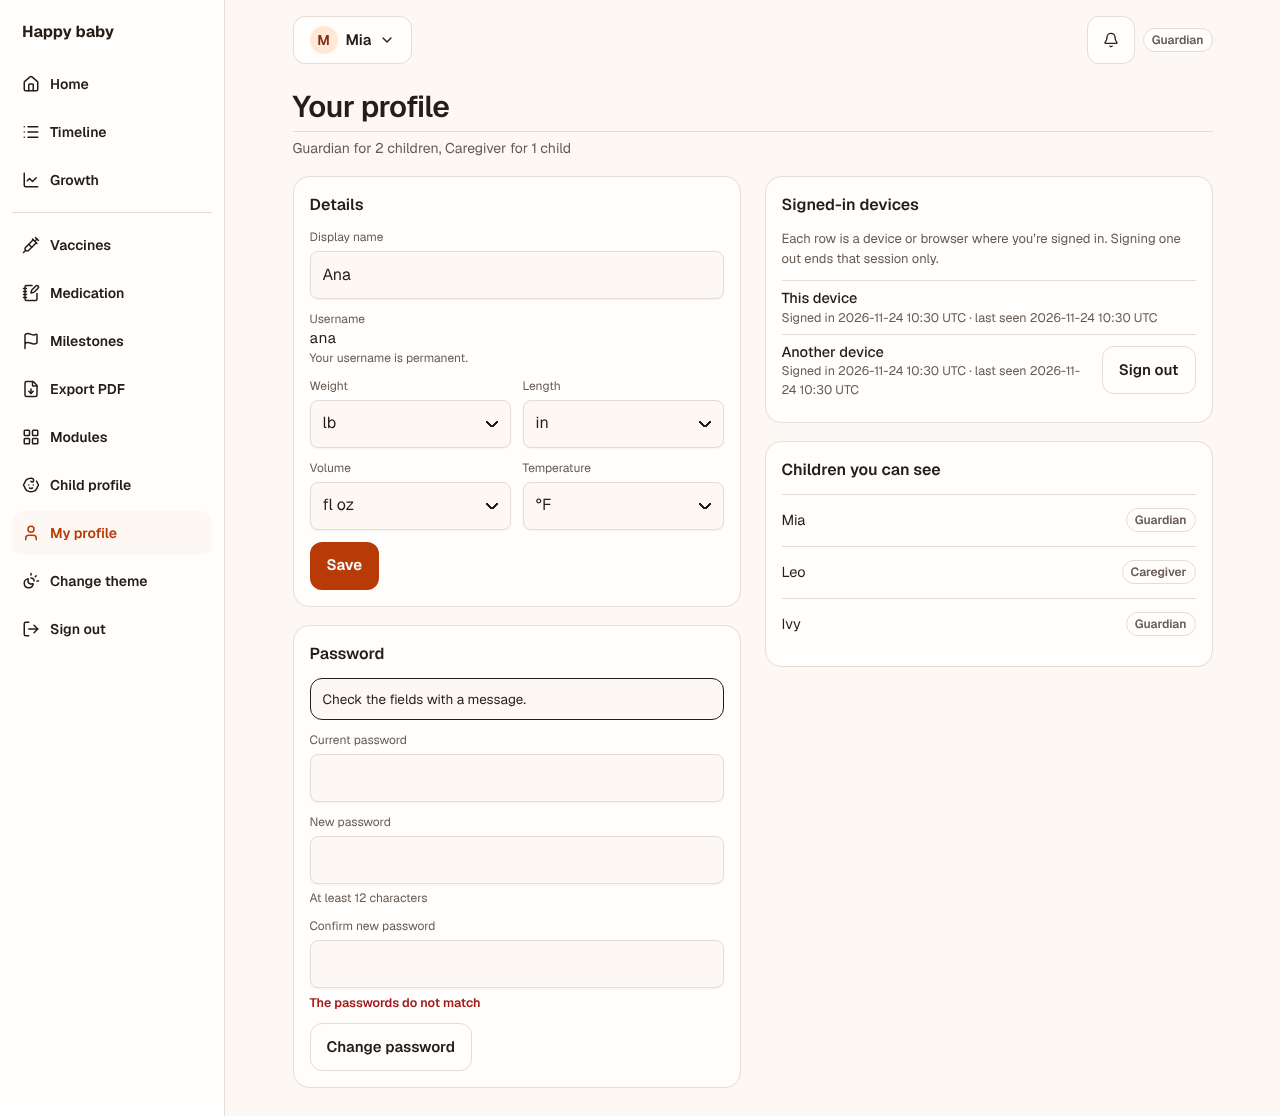 Happy baby
Home
Timeline
Growth
Vaccines
Medication
Milestones
Export PDF
Modules
Child profile
My profile
Change theme
Sign out
M Mia
Guardian
Your profile
Guardian for 2 children, Caregiver for 1 child
Details
Display name
Ana
Username
ana
Your username is permanent.
Weight Length
lb in
Volume Temperature
fl oz °F
Save
Password
Check the fields with a message.
Current password
New password
At least 12 characters
Confirm new password
The passwords do not match
Change password
Signed-in devices
Each row is a device or browser where you're signed in. Signing one
out ends that session only.
This device
Signed in 2026-11-24 10:30 UTC · last seen 2026-11-24 10:30 UTC
Another device
Signed in 2026-11-24 10:30 UTC · last seen 2026-11-
24 10:30 UTC
Sign out
Children you can see
Mia Guardian
Leo Caregiver
Ivy Guardian